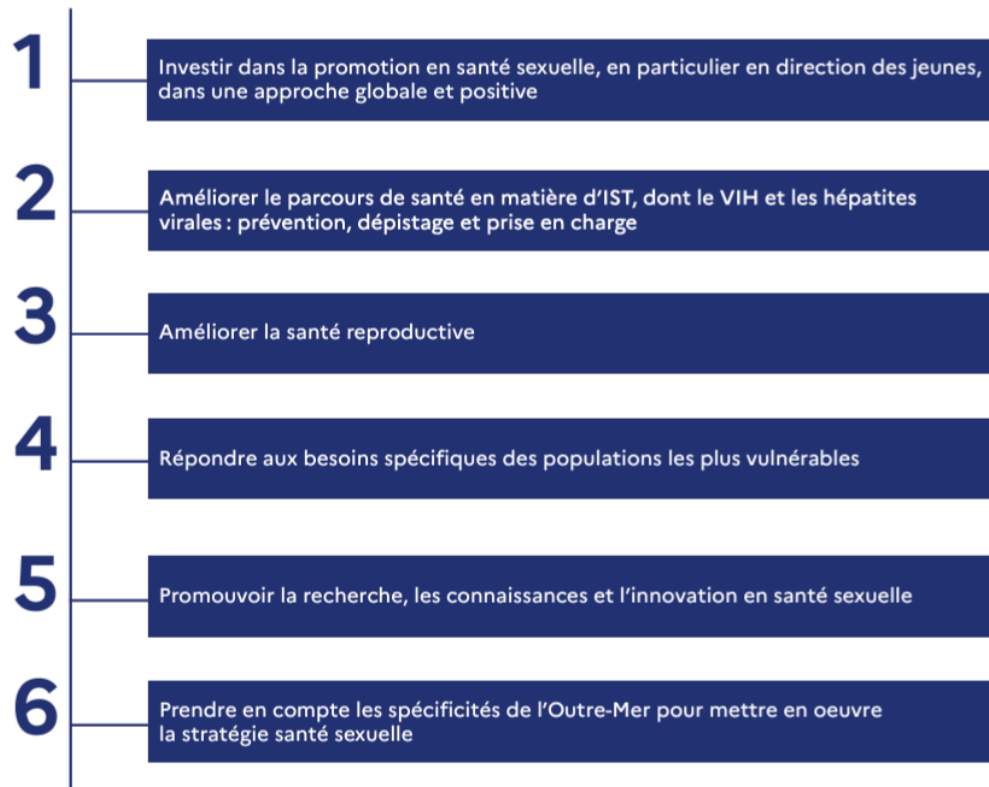 1
Investir dans la promotion en santé sexuelle, en particulier en direction des jeunes,
dans une approche globale et positive
2
Améliorer le parcours de santé en matière d'IST, dont le VIH et les hépatites
virales : prévention, dépistage et prise en charge
3
Améliorer la santé reproductive
4
Répondre aux besoins spécifiques des populations les plus vulnérables
5
Promouvoir la recherche, les connaissances et l'innovation en santé sexuelle
6
Prendre en compte les spécificités de l'Outre-Mer pour mettre en oeuvre
la stratégie santé sexuelle